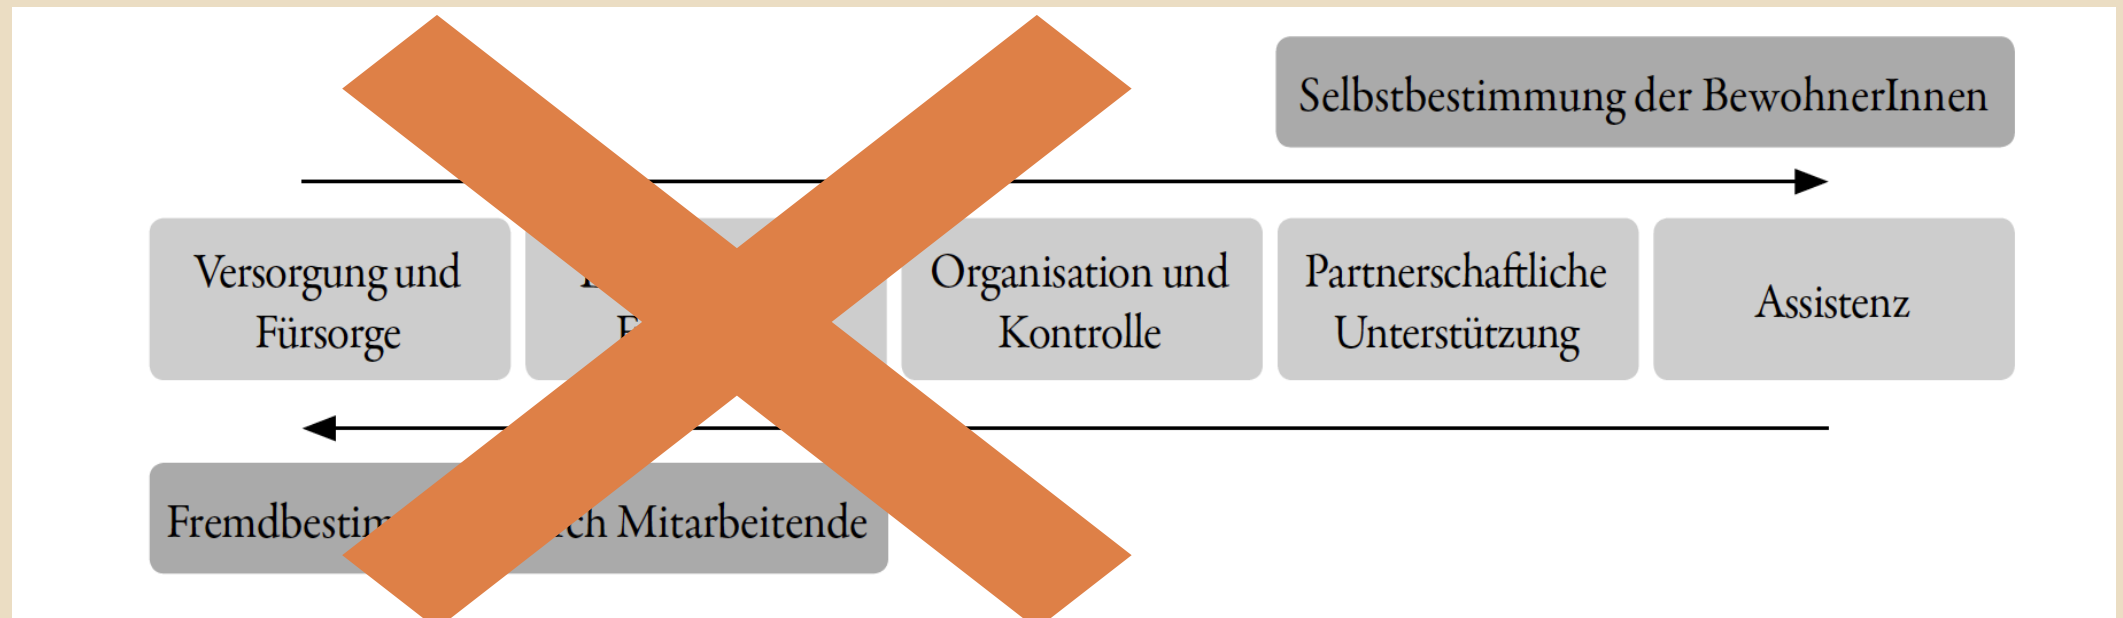 Selbstbestimmung der BewohnerInnen
Versorgung und
Fürsorge
Organisation und
Kontrolle
Partnerschaftliche
Unterstützung
Assistenz
Mitarbeitende